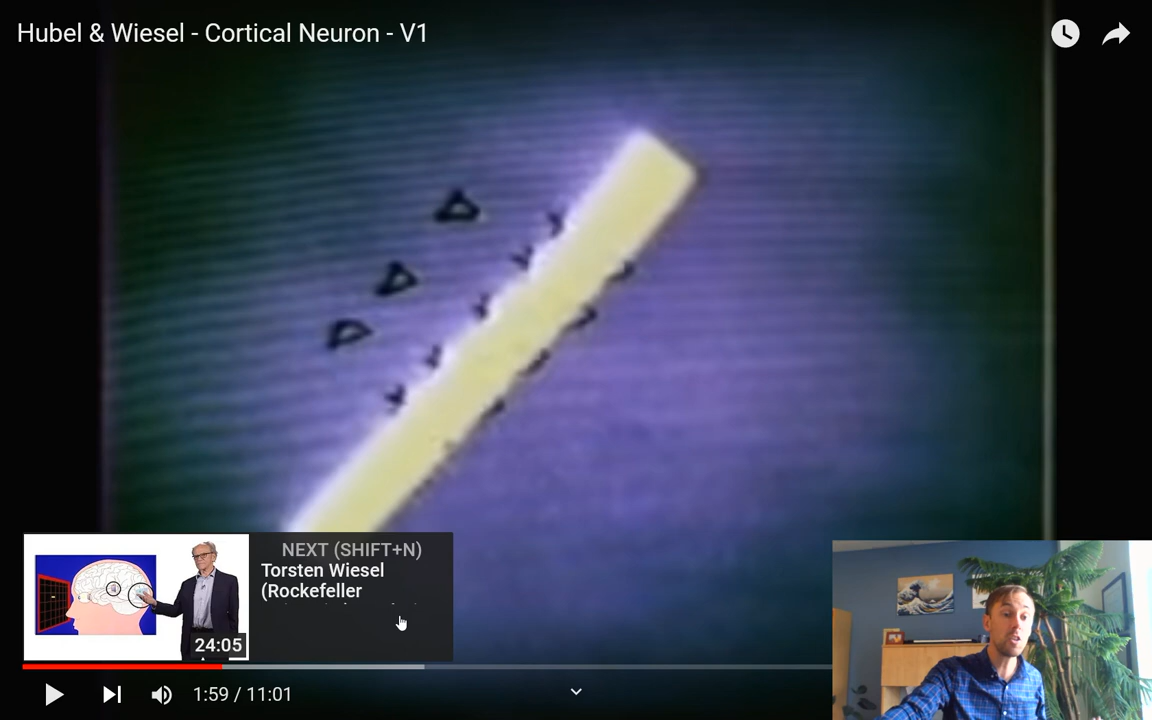 Hubel & Wiesel - Cortical Neuron - V1
NEXT (SHIFT+N)
Torsten Wiesel
(Rockefeller
24:05
1:59 / 11:01